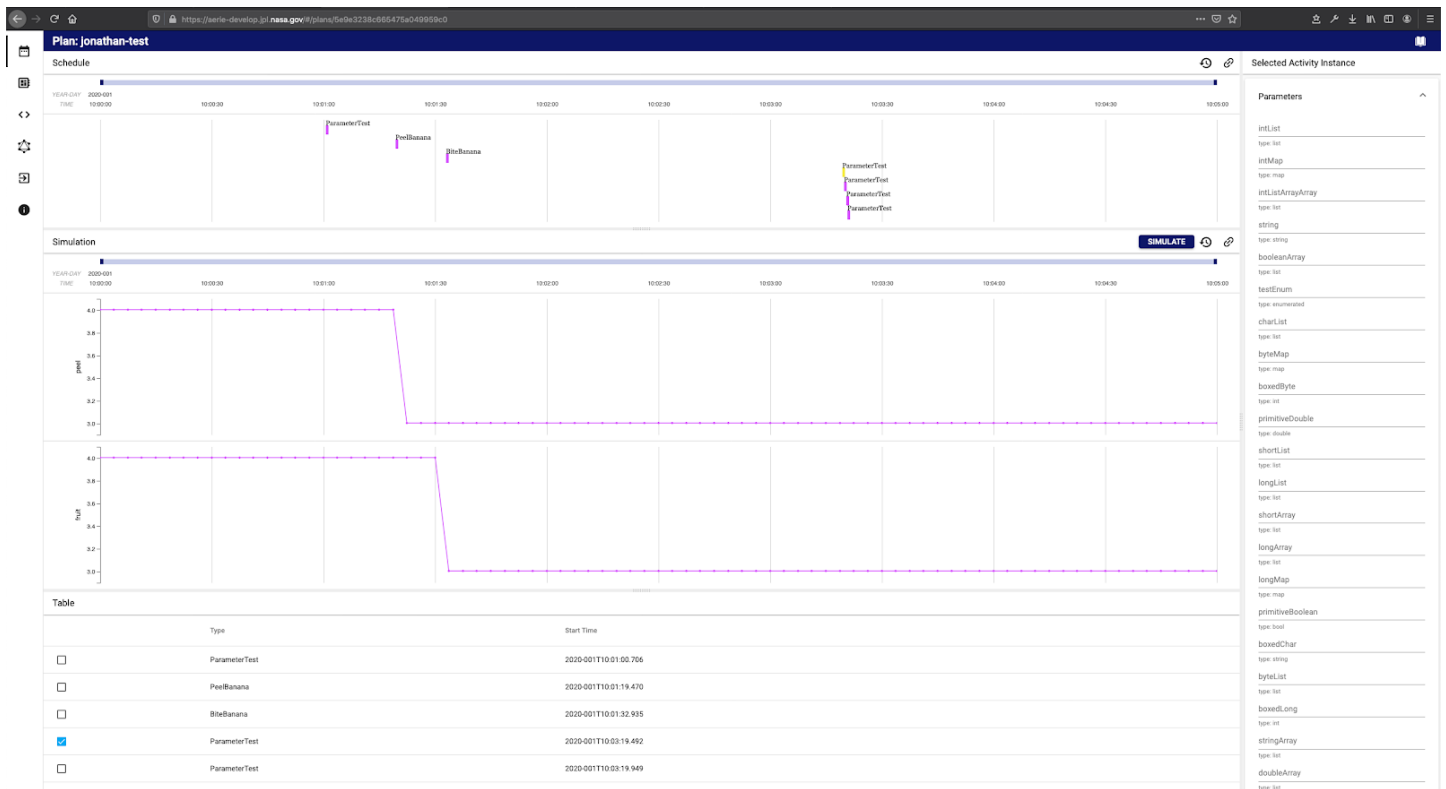 https://aerie-develop.jpl.nasa.gov/#/plans/5e9e3238c665475a049959c0
Plan: jonathan-test
Schedule
YEAR-DAY 2020-001
TIME 10:00:00 10:00:30 10:01:00 10:01:30 10:02:00 10:02:30 10:03:00 10:03:30 10:04:00 10:04:30 10:05:00
ParameterTest
PeelBanana
BiteBanana
ParameterTest
ParameterTest
ParameterTest
ParameterTest
Simulation
SIMULATE
YEAR-DAY 2020-001
TIME 10:00:00 10:00:30 10:01:00 10:01:30 10:02:00 10:02:30 10:03:00 10:03:30 10:04:00 10:04:30 10:05:00
peel
4.0
3.8
3.6
3.4
3.2
3.0
fruit
4.0
3.8
3.6
3.4
3.2
3.0
Table
Type Start Time
ParameterTest 2020-001T10:01:00.706
PeelBanana 2020-001T10:01:19.470
BiteBanana 2020-001T10:01:32.935
ParameterTest 2020-001T10:03:19.492
ParameterTest 2020-001T10:03:19.949
Selected Activity Instance
Parameters
intList
type: list
intMap
type: map
intListArrayArray
type: list
string
type: string
booleanArray
type: list
testEnum
type: enumerated
charList
type: list
byteMap
type: map
boxedByte
type: int
primitiveDouble
type: double
shortList
type: list
longList
type: list
shortArray
type: list
longArray
type: list
longMap
type: map
primitiveBoolean
type: bool
boxedChar
type: string
byteList
type: list
boxedLong
type: int
stringArray
type: list
doubleArray
type: list